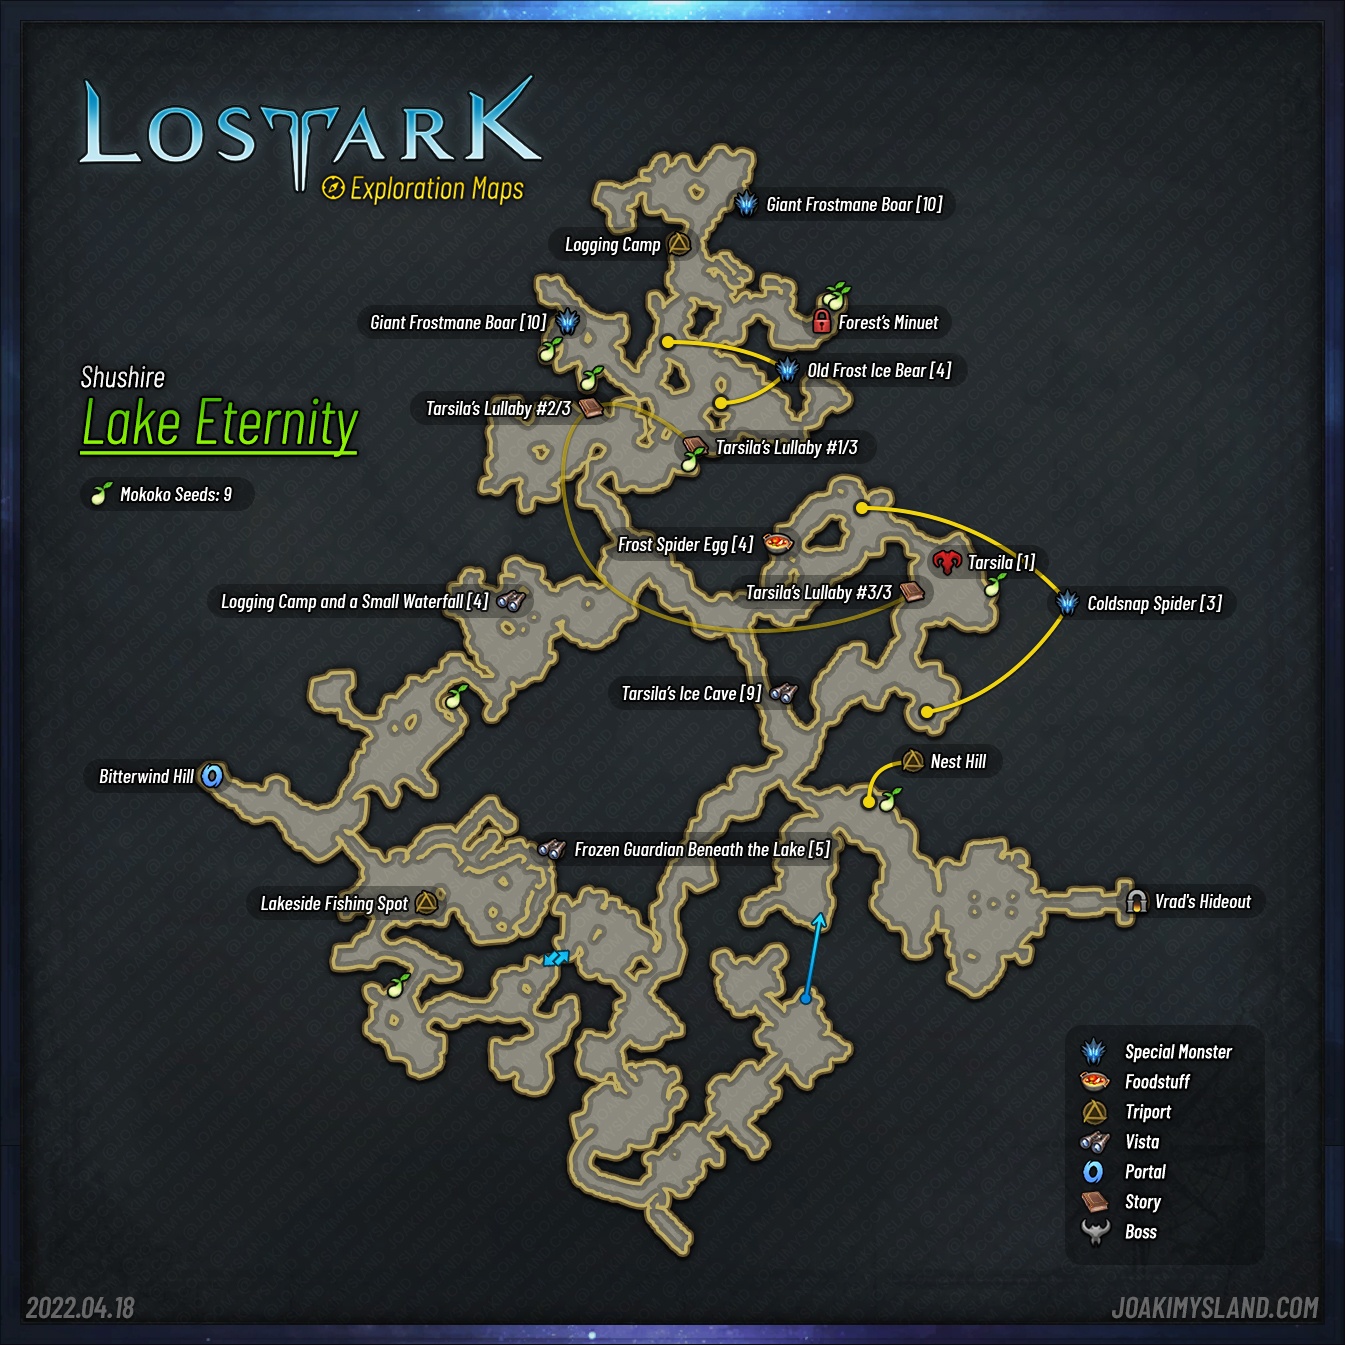 LOSTARK
Exploration Maps
Giant Frostmane Boar [10]
Logging Camp
Giant Frostmane Boar [10]
Forest's Minuet
Old Frost Ice Bear [4]
Shushire
Lake Eternity
Tarsila's Lullaby #2/3
Tarsila's Lullaby #1/3
Mokoko Seeds: 9
Frost Spider Egg [4]
Tarsila [1]
Tarsila's Lullaby #3/3
Logging Camp and a Small Waterfall [4]
Coldsnap Spider [3]
Tarsila's Ice Cave [9]
Nest Hill
Bitterwind Hill
Frozen Guardian Beneath the Lake [5]
Lakeside Fishing Spot
Vrad's Hideout
Special Monster
Foodstuff
Triport
Vista
Portal
Story
Boss
2022.04.18
JOAKIMYSLAND.COM